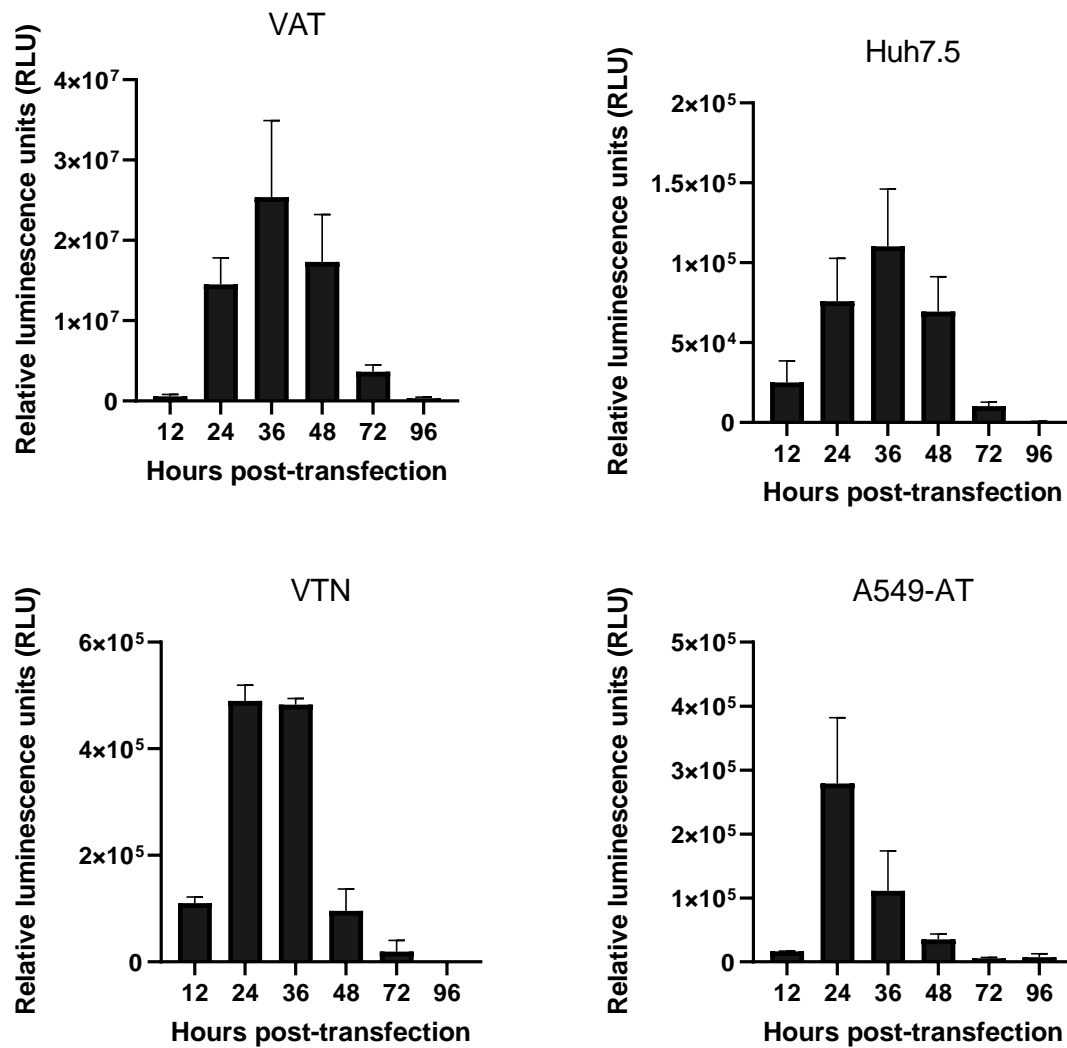 VAT
Relative luminescence units (RLU)
4×10⁷
3×10⁷
2×10⁷
1×10⁷
0
12 24 36 48 72 96
Hours post-transfection
Huh7.5
Relative luminescence units (RLU)
2×10⁵
1.5×10⁵
1×10⁵
5×10⁴
0
12 24 36 48 72 96
Hours post-transfection
VTN
Relative luminescence units (RLU)
6×10⁵
4×10⁵
2×10⁵
0
12 24 36 48 72 96
Hours post-transfection
A549-AT
Relative luminescence units (RLU)
5×10⁵
4×10⁵
3×10⁵
2×10⁵
1×10⁵
0
12 24 36 48 72 96
Hours post-transfection